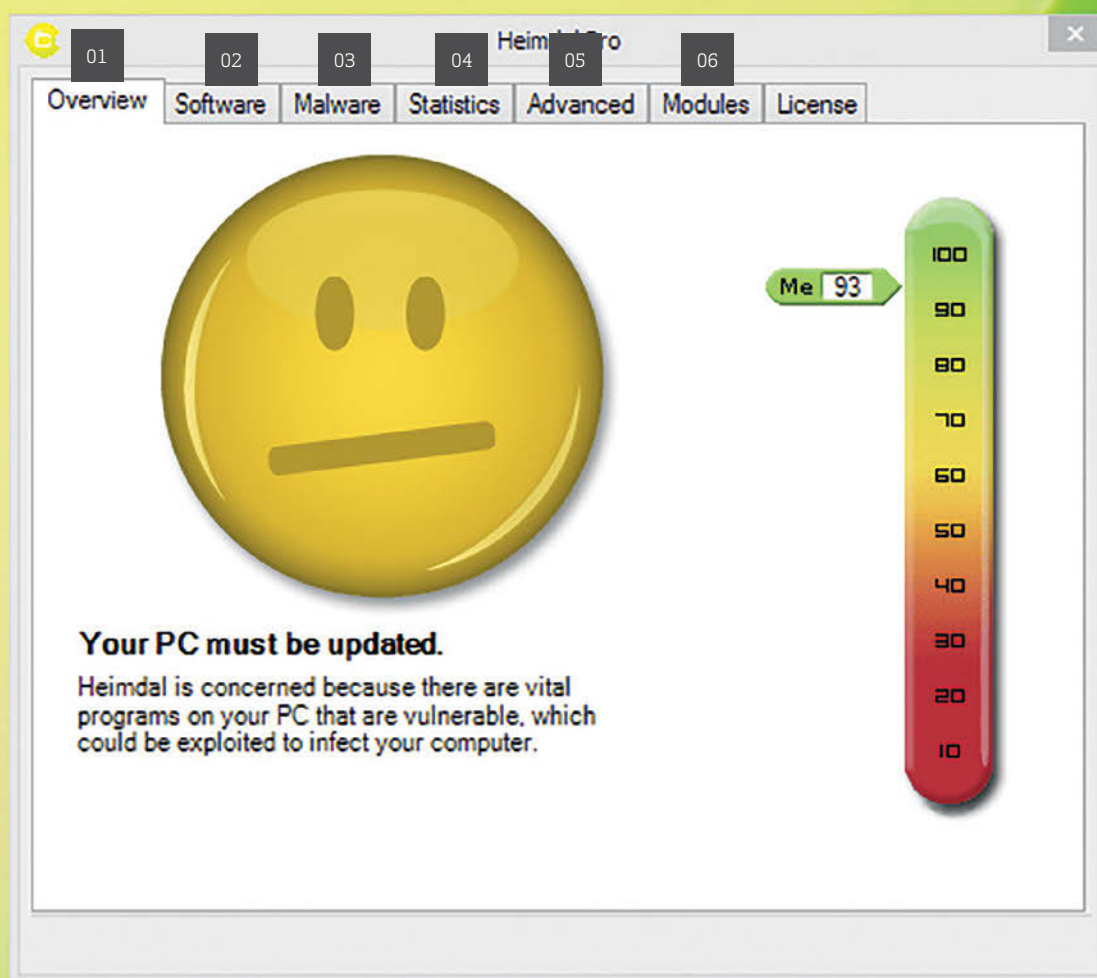 Heimdal Pro
01
02
03
04
05
06
Overview
Software
Malware
Statistics
Advanced
Modules
License
Me 93
100
90
80
70
60
50
40
30
20
10
Your PC must be updated.
Heimdal is concerned because there are vital
programs on your PC that are vulnerable, which
could be exploited to infect your computer.